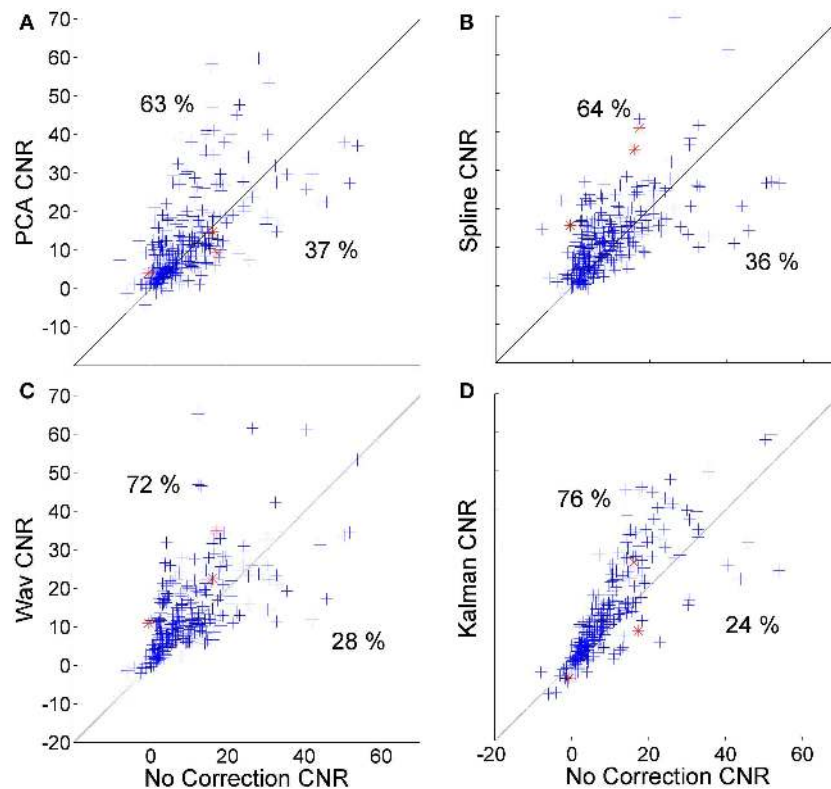 A
70
60
50
40
30
20
10
0
-10
PCA CNR
63 %
37 %
B
Spline CNR
64 %
36 %
C
70
60
50
40
30
20
10
0
-10
-20
Wav CNR
72 %
28 %
0 20 40 60
No Correction CNR
D
Kalman CNR
76 %
24 %
-20 0 20 40 60
No Correction CNR